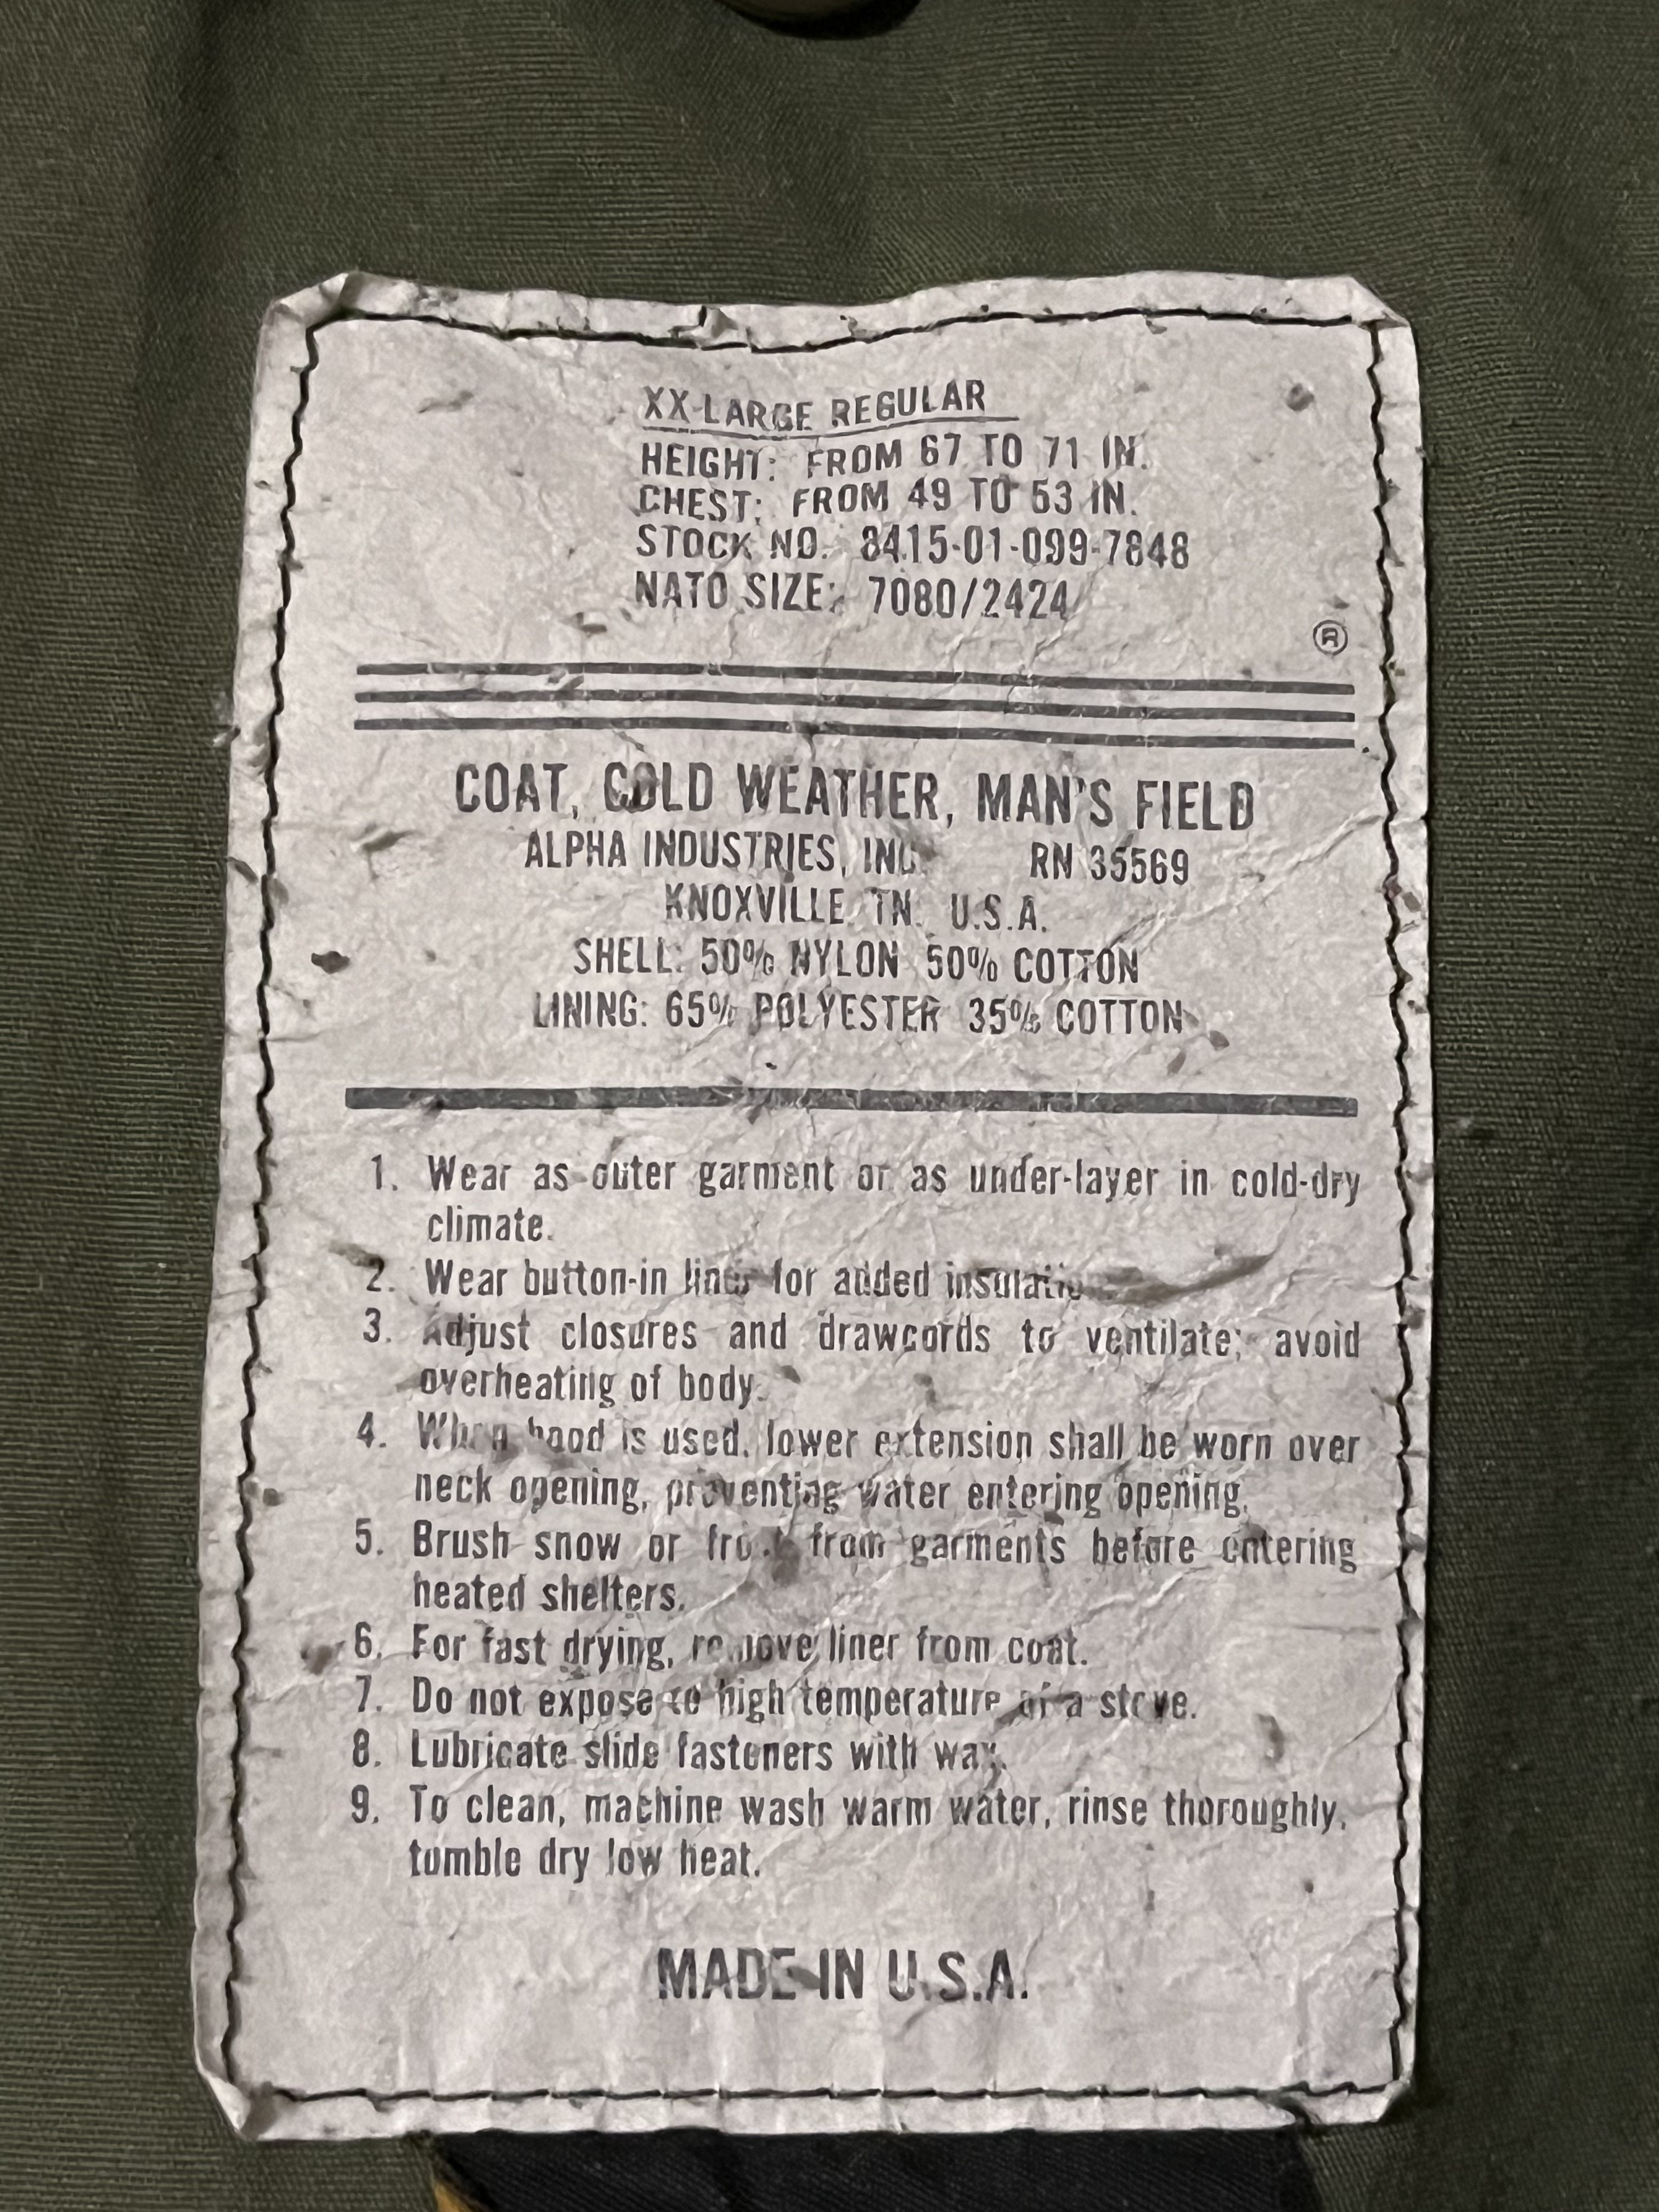 XX-LARGE REGULAR
HEIGHT: FROM 67 TO 71 IN.
CHEST: FROM 49 TO 53 IN.
STOCK NO. 8415-01-099-7848
NATO SIZE: 7080/2424
®
COAT, COLD WEATHER, MAN'S FIELD
ALPHA INDUSTRIES, INC. RN 35569
KNOXVILLE, TN. U.S.A.
SHELL: 50% NYLON 50% COTTON
LINING: 65% POLYESTER 35% COTTON
1. Wear as outer garment or as under-layer in cold-dry
climate.
2. Wear button-in liner for added insulation.
3. Adjust closures and drawcords to ventilate; avoid
overheating of body.
4. When hood is used, lower extension shall be worn over
neck opening, preventing water entering opening.
5. Brush snow or frost from garments before entering
heated shelters.
6. For fast drying, remove liner from coat.
7. Do not expose to high temperature of a stove.
8. Lubricate slide fasteners with wax.
9. To clean, machine wash warm water, rinse thoroughly,
tumble dry low heat.
MADE IN U.S.A.